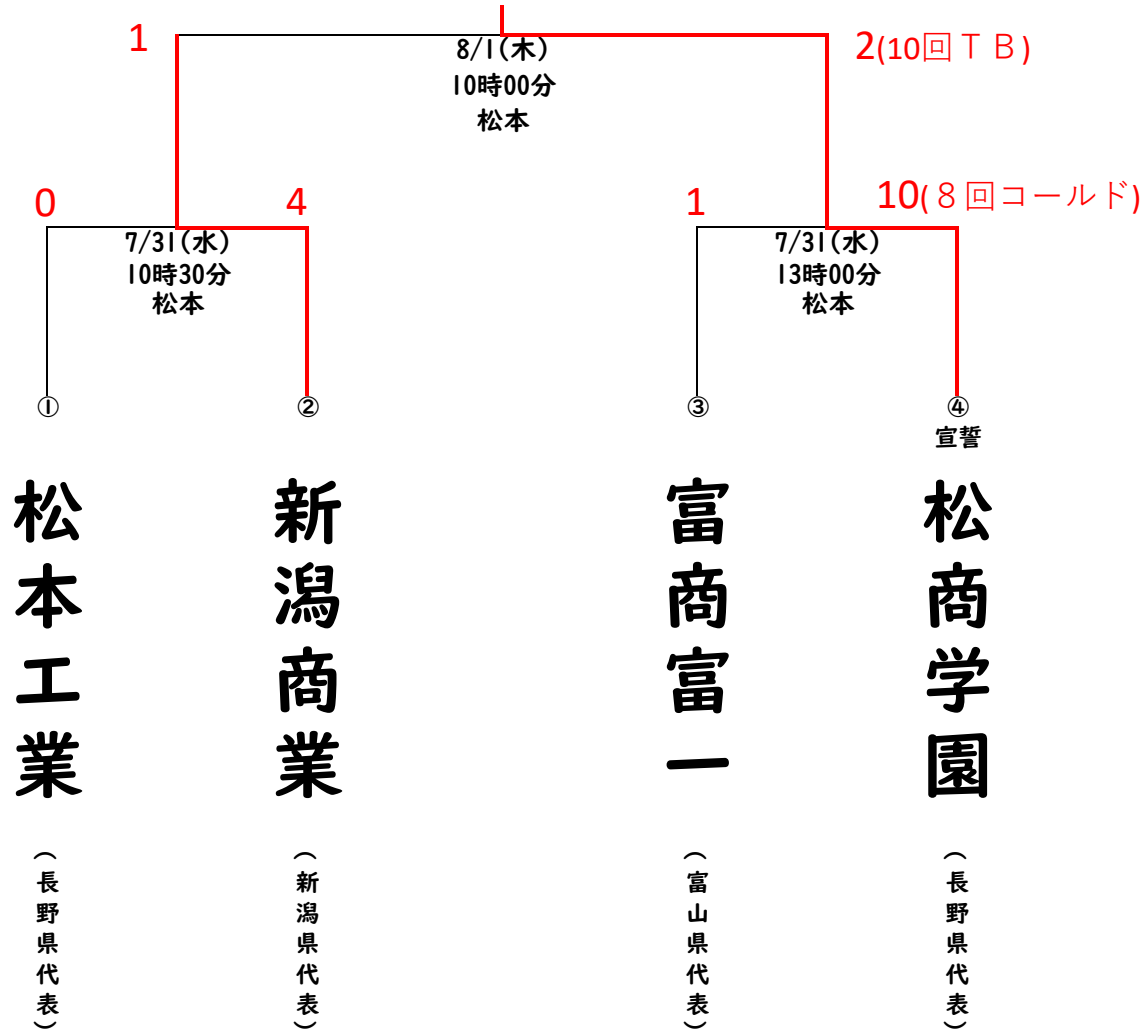 1
2(10回ＴＢ)
8/1(木)
10時00分
松本
0
4
1
10(８回コールド)
7/31(水)
10時30分
松本
7/31(水)
13時00分
松本
①
②
③
④
宣誓
松本工業
新潟商業
富商富一
松商学園
（長野県代表）
（新潟県代表）
（富山県代表）
（長野県代表）